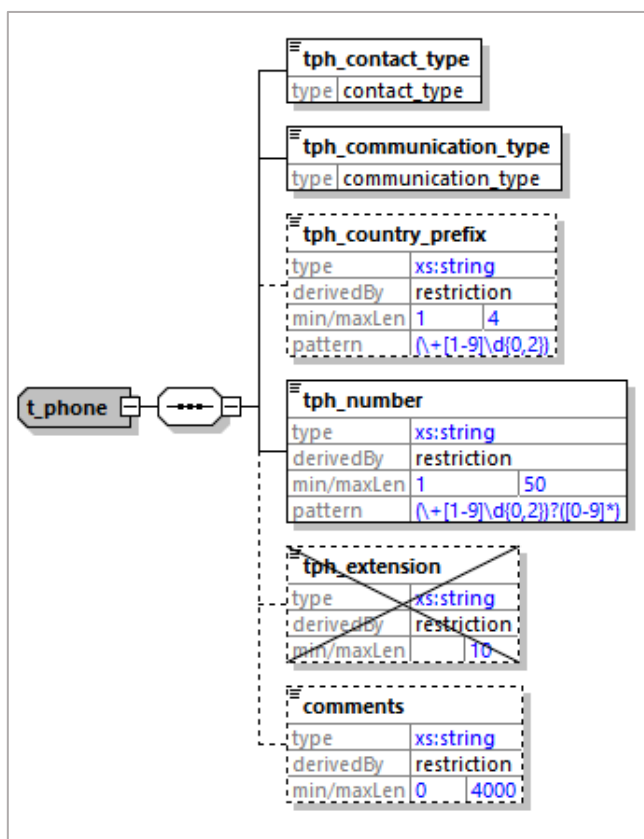 tph_contact_type
type contact_type
tph_communication_type
type communication_type
tph_country_prefix
type xs:string
derivedBy restriction
min/maxLen 1 4
pattern (\+[1-9]\d{0,2})
t_phone
tph_number
type xs:string
derivedBy restriction
min/maxLen 1 50
pattern (\+[1-9]\d{0,2})?([0-9]*)
tph_extension
type xs:string
derivedBy restriction
min/maxLen 10
comments
type xs:string
derivedBy restriction
min/maxLen 0 4000